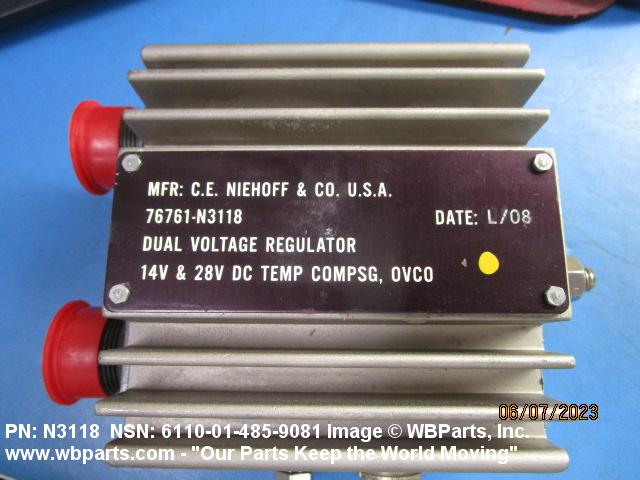 MFR: C.E. NIEHOFF & CO. U.S.A.
76761-N3118 DATE: L/08
DUAL VOLTAGE REGULATOR
14V & 28V DC TEMP COMPSG, OVCO
06/07/2023
PN: N3118 NSN: 6110-01-485-9081 Image © WBParts, Inc.
www.wbparts.com - "Our Parts Keep the World Moving"